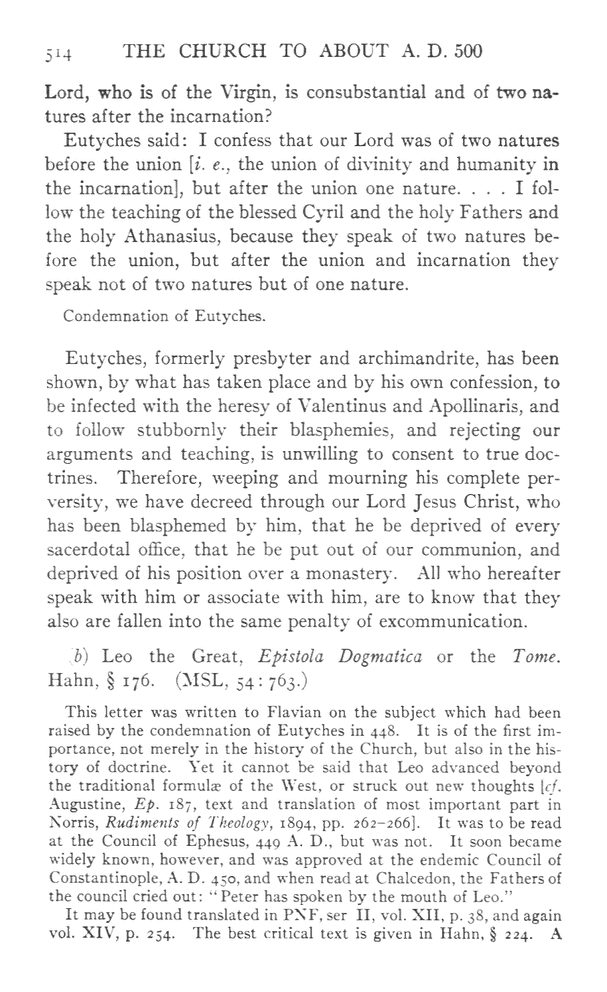 514 THE CHURCH TO ABOUT A. D. 500
Lord, who is of the Virgin, is consubstantial and of two na-
tures after the incarnation?
Eutyches said: I confess that our Lord was of two natures
before the union [i. e., the union of divinity and humanity in
the incarnation], but after the union one nature. . . . I fol-
low the teaching of the blessed Cyril and the holy Fathers and
the holy Athanasius, because they speak of two natures be-
fore the union, but after the union and incarnation they
speak not of two natures but of one nature.
Condemnation of Eutyches.
Eutyches, formerly presbyter and archimandrite, has been
shown, by what has taken place and by his own confession, to
be infected with the heresy of Valentinus and Apollinaris, and
to follow stubbornly their blasphemies, and rejecting our
arguments and teaching, is unwilling to consent to true doc-
trines. Therefore, weeping and mourning his complete per-
versity, we have decreed through our Lord Jesus Christ, who
has been blasphemed by him, that he be deprived of every
sacerdotal office, that he be put out of our communion, and
deprived of his position over a monastery. All who hereafter
speak with him or associate with him, are to know that they
also are fallen into the same penalty of excommunication.
(b) Leo the Great, Epistola Dogmatica or the Tome.
Hahn, § 176. (MSL, 54: 763.)
This letter was written to Flavian on the subject which had been
raised by the condemnation of Eutyches in 448. It is of the first im-
portance, not merely in the history of the Church, but also in the his-
tory of doctrine. Yet it cannot be said that Leo advanced beyond
the traditional formulæ of the West, or struck out new thoughts [cf.
Augustine, Ep. 187, text and translation of most important part in
Norris, Rudiments of Theology, 1894, pp. 262–266]. It was to be read
at the Council of Ephesus, 449 A. D., but was not. It soon became
widely known, however, and was approved at the endemic Council of
Constantinople, A. D. 450, and when read at Chalcedon, the Fathers of
the council cried out: "Peter has spoken by the mouth of Leo."
It may be found translated in PNF, ser II, vol. XII, p. 38, and again
vol. XIV, p. 254. The best critical text is given in Hahn, § 224. A